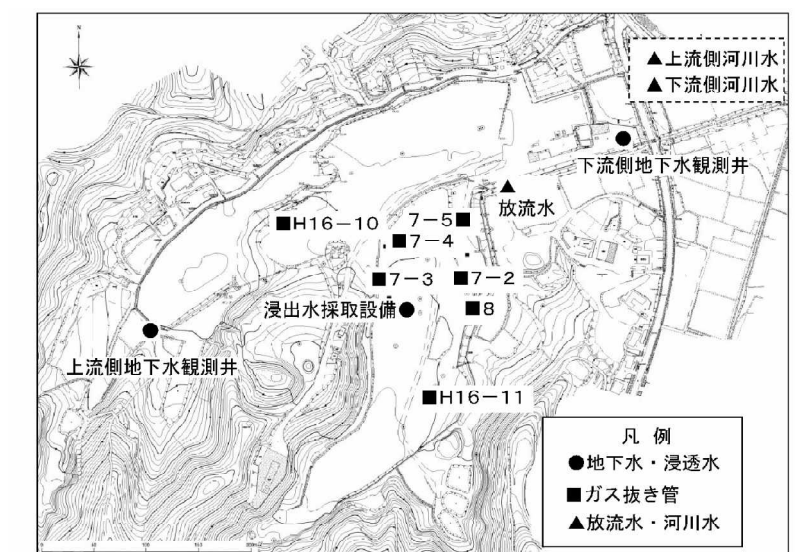 N
▲上流側河川水
▲下流側河川水
下流側地下水観測井
放流水
H16-10
7-5
7-4
7-3
7-2
浸出水採取設備
8
上流側地下水観測井
H16-11
凡 例
●地下水・浸透水
■ガス抜き管
▲放流水・河川水
0 50 100